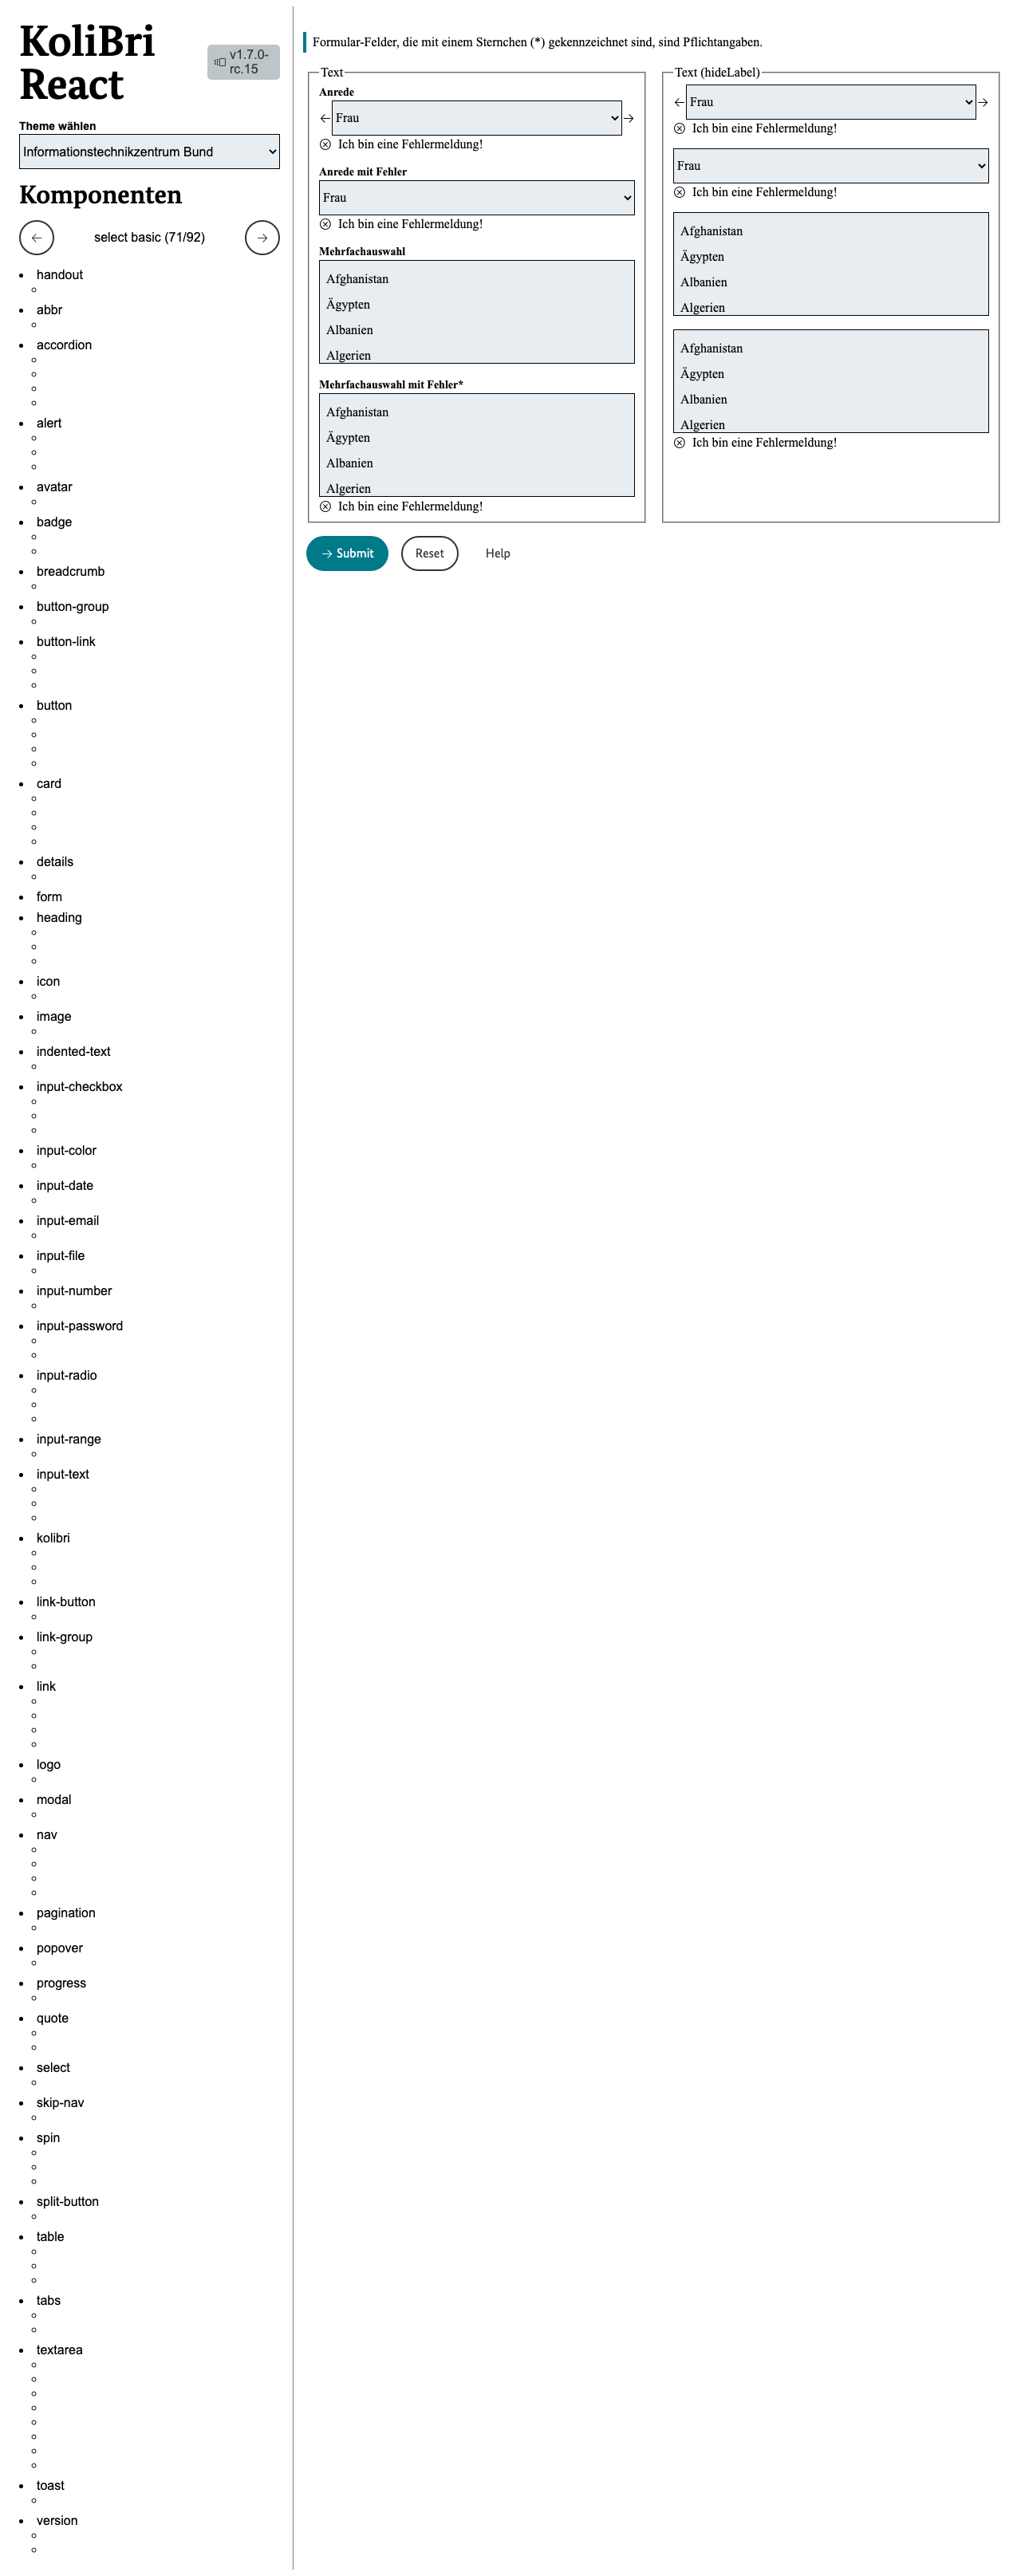 KoliBri
React
v1.7.0-
rc.15
Theme wählen
Informationstechnikzentrum Bund
Komponenten
select basic (71/92)
handout
abbr
accordion
alert
avatar
badge
breadcrumb
button-group
button-link
button
card
details
form
heading
icon
image
indented-text
input-checkbox
input-color
input-date
input-email
input-file
input-number
input-password
input-radio
input-range
input-text
kolibri
link-button
link-group
link
logo
modal
nav
pagination
popover
progress
quote
select
skip-nav
spin
split-button
table
tabs
textarea
toast
version
Formular-Felder, die mit einem Sternchen (*) gekennzeichnet sind, sind Pflichtangaben.
Text
Anrede
Frau
Ich bin eine Fehlermeldung!
Anrede mit Fehler
Frau
Ich bin eine Fehlermeldung!
Mehrfachauswahl
Afghanistan
Ägypten
Albanien
Algerien
Mehrfachauswahl mit Fehler*
Afghanistan
Ägypten
Albanien
Algerien
Ich bin eine Fehlermeldung!
Text (hideLabel)
Frau
Ich bin eine Fehlermeldung!
Frau
Ich bin eine Fehlermeldung!
Afghanistan
Ägypten
Albanien
Algerien
Afghanistan
Ägypten
Albanien
Algerien
Ich bin eine Fehlermeldung!
Submit
Reset
Help